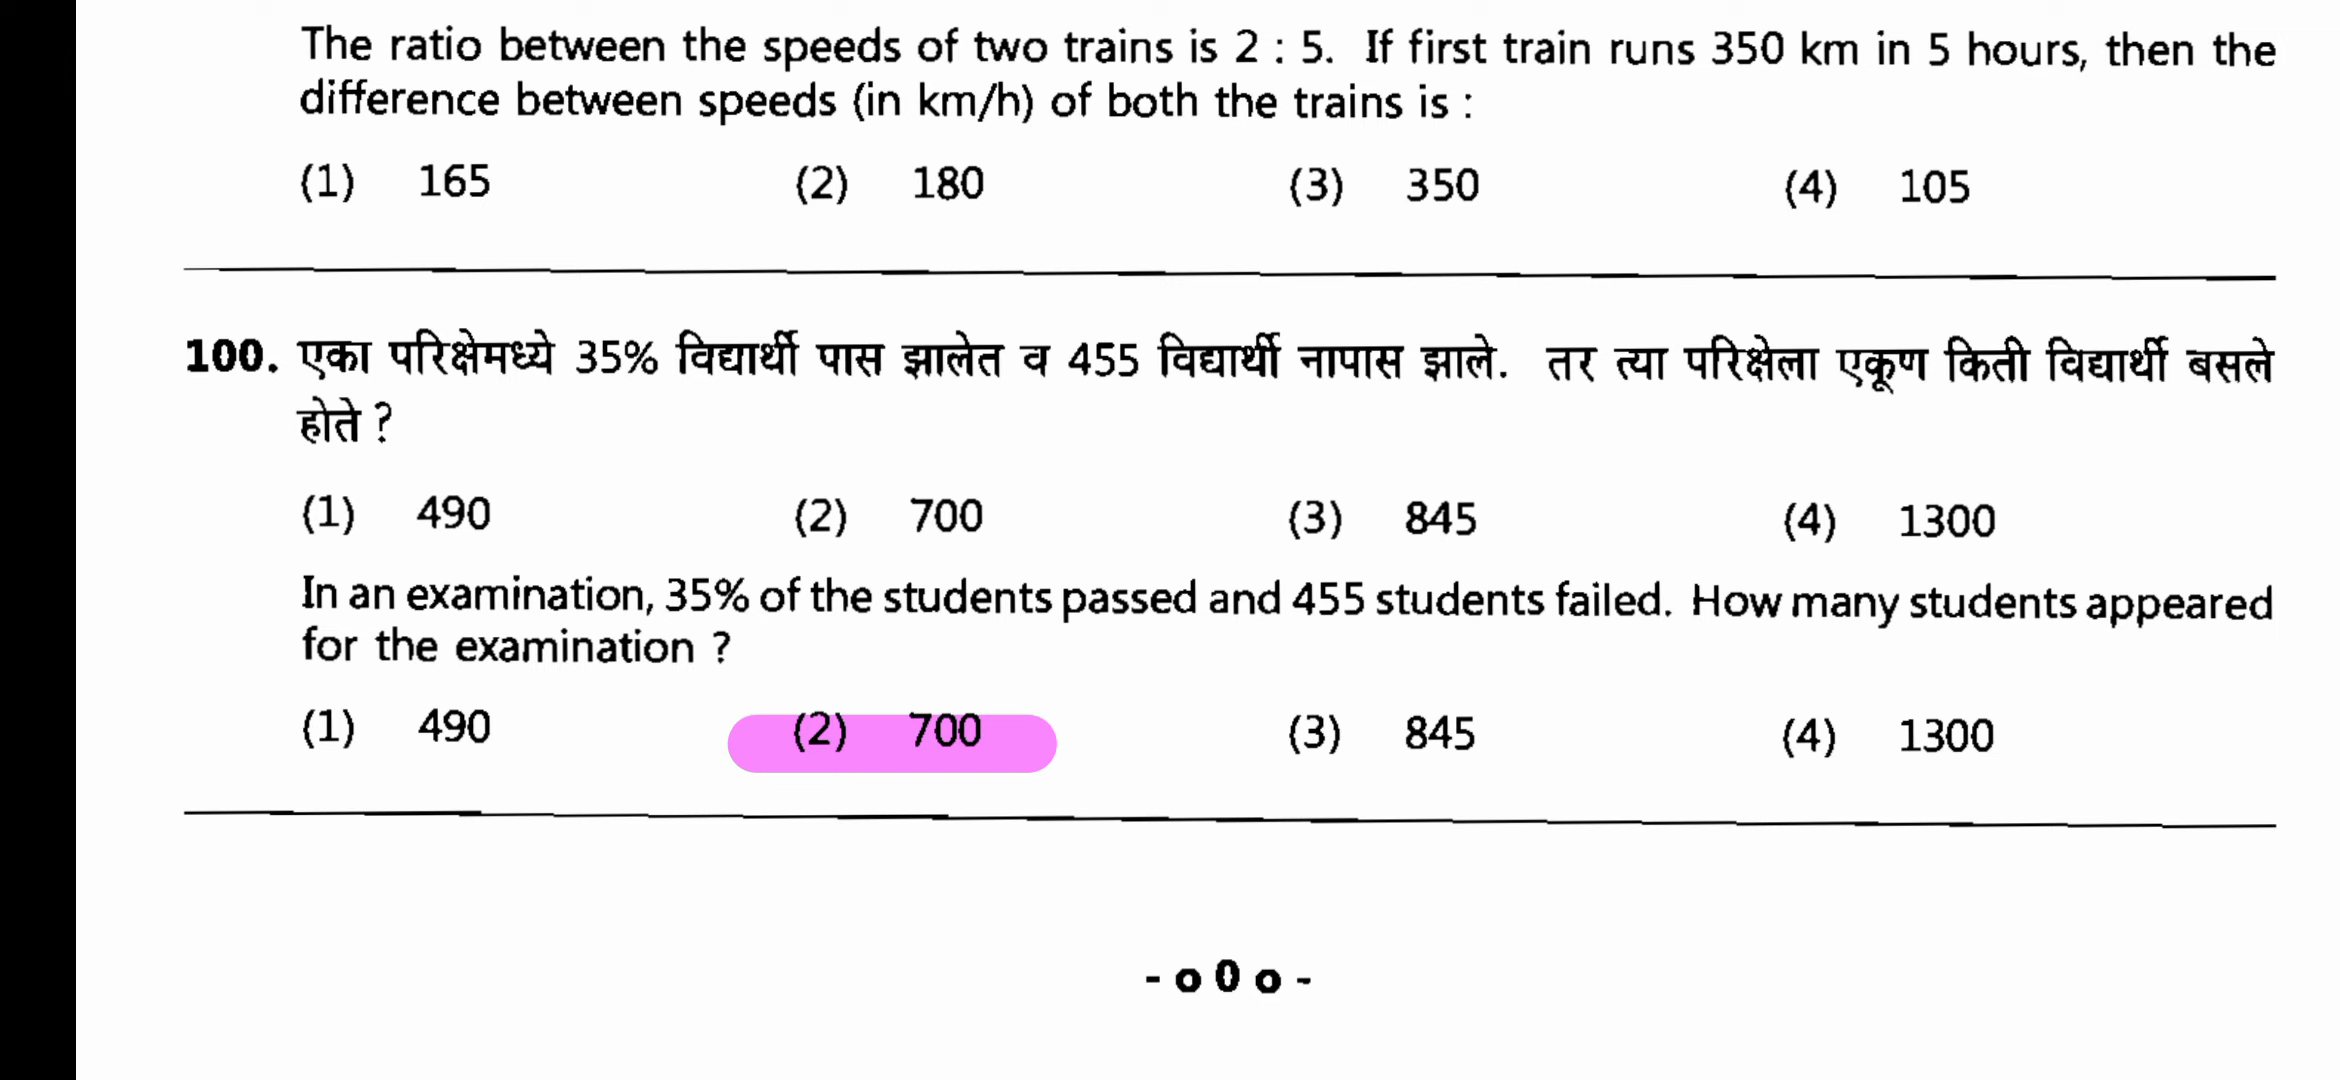 The ratio between the speeds of two trains is 2 : 5. If first train runs 350 km in 5 hours, then the
difference between speeds (in km/h) of both the trains is :
(1) 165 (2) 180 (3) 350 (4) 105
100. एका परिक्षेमध्ये 35% विद्यार्थी पास झालेत व 455 विद्यार्थी नापास झाले. तर त्या परिक्षेला एकूण किती विद्यार्थी बसले
होते ?
(1) 490 (2) 700 (3) 845 (4) 1300
In an examination, 35% of the students passed and 455 students failed. How many students appeared
for the examination ?
(1) 490 (2) 700 (3) 845 (4) 1300
- o 0 o -